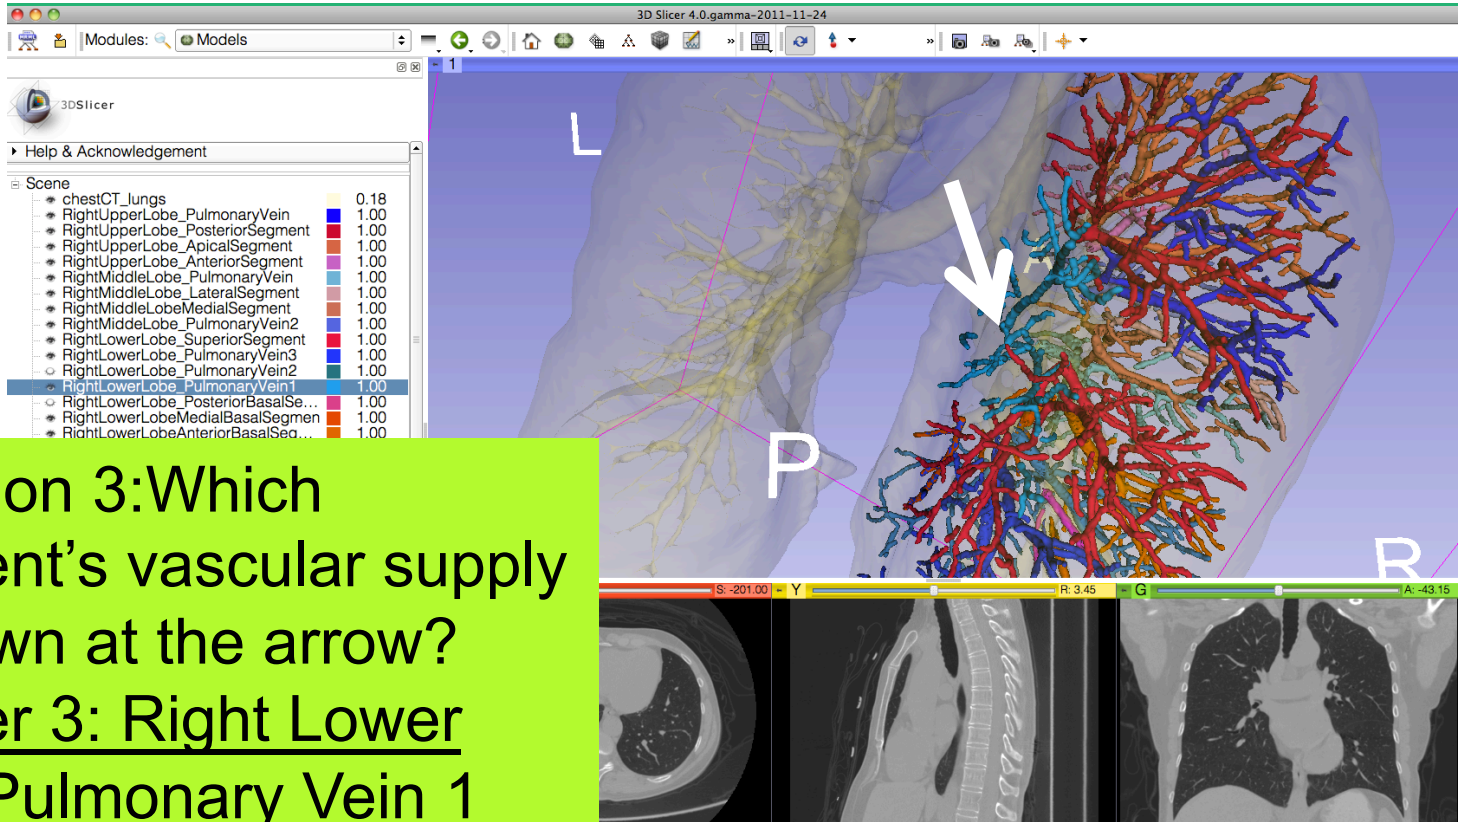 3D Slicer 4.0.gamma-2011-11-24
Modules: Models
1
3DSlicer
Help & Acknowledgement
Scene
chestCT_lungs 0.18
RightUpperLobe_PulmonaryVein 1.00
RightUpperLobe_PosteriorSegment 1.00
RightUpperLobe_ApicalSegment 1.00
RightUpperLobe_AnteriorSegment 1.00
RightMiddleLobe_PulmonaryVein 1.00
RightMiddleLobe_LateralSegment 1.00
RightMiddleLobeMedialSegment 1.00
RightMiddeLobe_PulmonaryVein2 1.00
RightLowerLobe_SuperiorSegment 1.00
RightLowerLobe_PulmonaryVein3 1.00
RightLowerLobe_PulmonaryVein2 1.00
RightLowerLobe_PulmonaryVein1 1.00
RightLowerLobe_PosteriorBasalSe... 1.00
RightLowerLobeMedialBasalSegmen 1.00
RightLowerLobeAnteriorBasalSeg... 1.00
L
A
P
R
on 3:Which
ent's vascular supply
wn at the arrow?
er 3: Right Lower
Pulmonary Vein 1
S: -201.00
Y
R: 3.45
G
A: -43.15